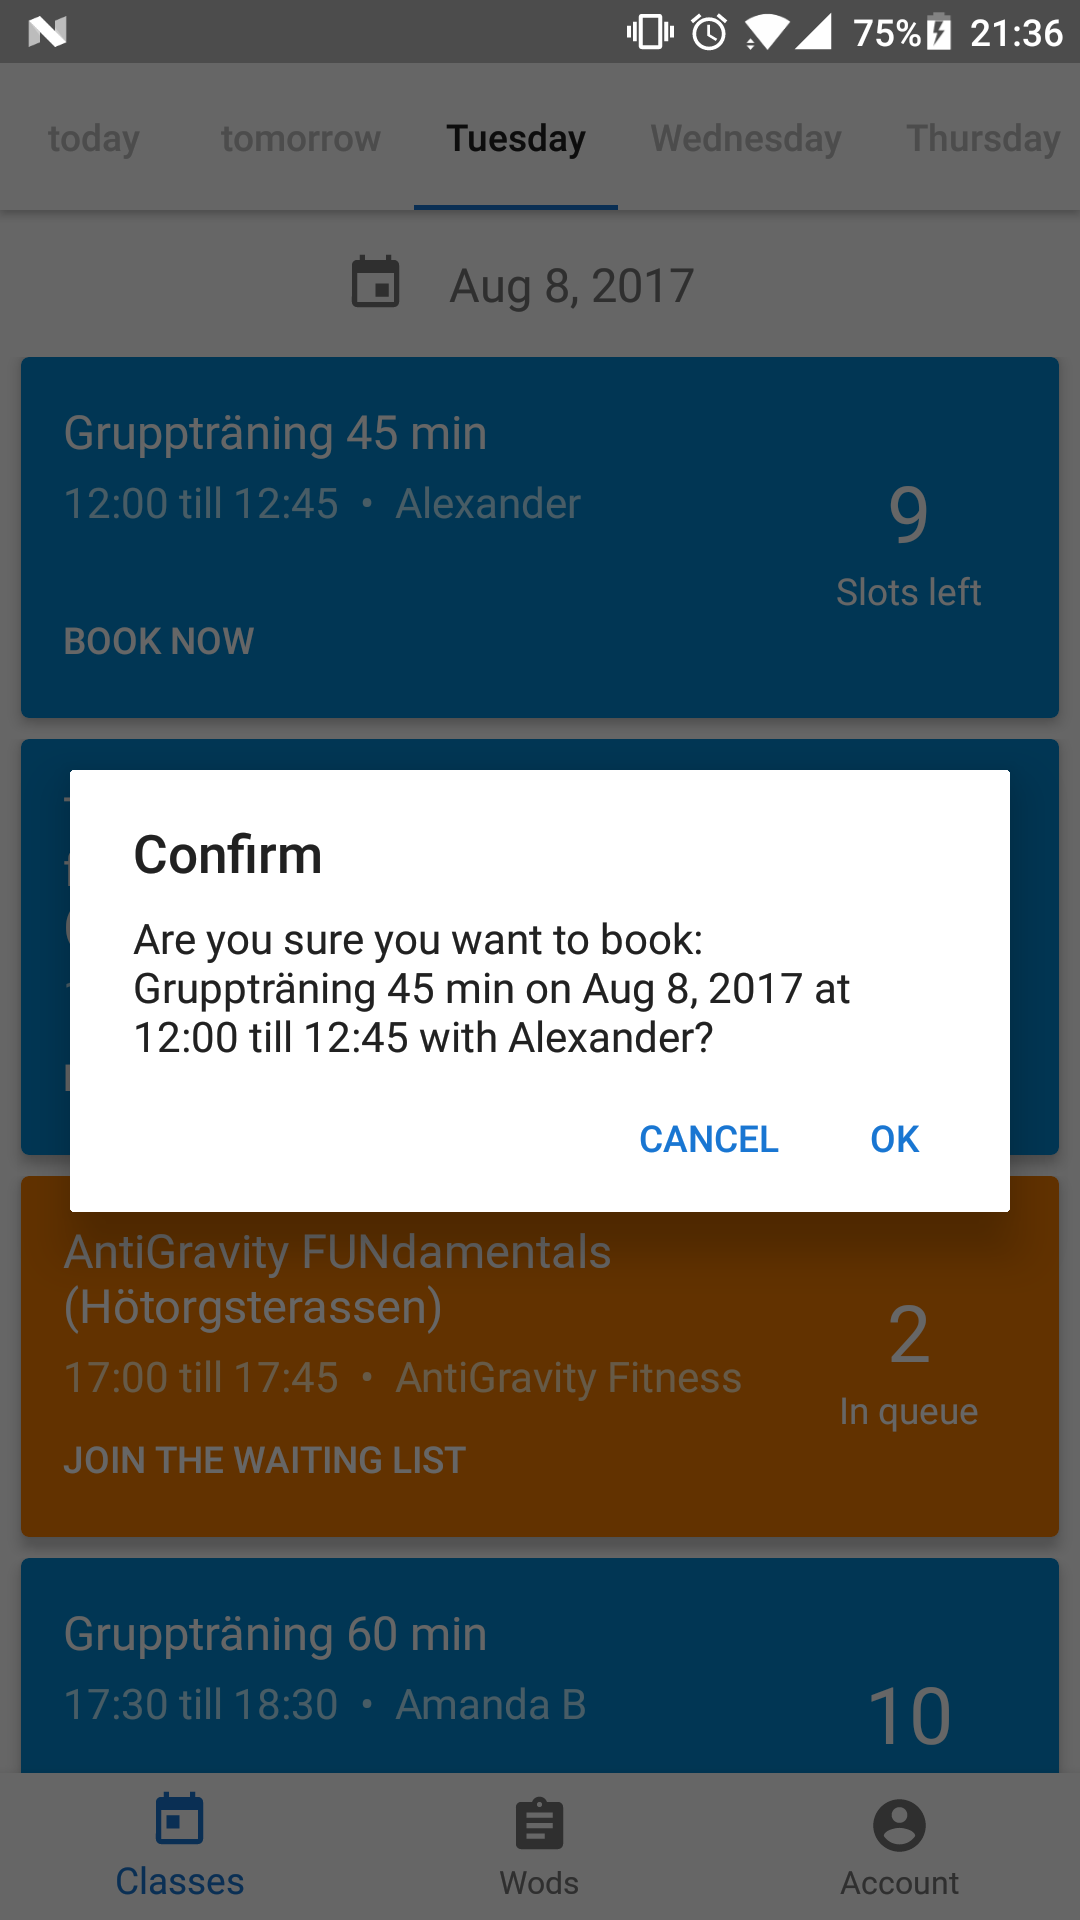 75% 21:36
today tomorrow Tuesday Wednesday Thursday
Aug 8, 2017
Gruppträning 45 min
12:00 till 12:45 • Alexander
9
Slots left
BOOK NOW
Confirm
Are you sure you want to book:
Gruppträning 45 min on Aug 8, 2017 at
12:00 till 12:45 with Alexander?
CANCEL OK
AntiGravity FUNdamentals
(Hötorgsterassen)
17:00 till 17:45 • AntiGravity Fitness
2
In queue
JOIN THE WAITING LIST
Gruppträning 60 min
17:30 till 18:30 • Amanda B
10
Classes Wods Account